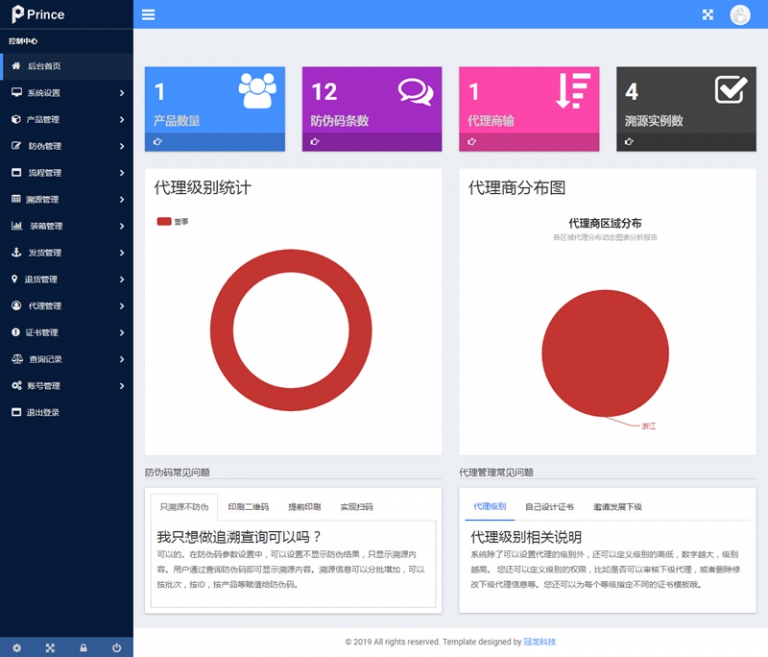 Prince
控制中心
后台首页
系统设置
产品管理
防伪管理
流程管理
溯源管理
装箱管理
发货管理
退货管理
代理管理
证书管理
查询记录
账号管理
退出登录
1
产品数量
12
防伪码条数
1
代理商输
4
溯源实例数
代理级别统计
董事
代理商分布图
代理商区域分布
各区域代理分布动态图表分析报告
浙江
防伪码常见问题
只溯源不防伪 印刷二维码 提前印刷 实现扫码
我只想做追溯查询可以吗？
可以的。在防伪码参数设置中，可以设置不显示防伪结果，只显示溯源内
容。用户通过查询防伪码即可显示溯源内容。溯源信息可以分批增加，可以
按批次，按ID，按产品等赋值给防伪码。
代理管理常见问题
代理级别 自己设计证书 邀请发展下级
代理级别相关说明
系统除了可以设置代理的级别外，还可以定义级别的高低，数字越大，级别
越高。 您还可以定义级别的权限，比如是否可以审核下级代理，或者删除修
改下级代理信息等。您还可以为每个等级指定不同的证书模板哦。
© 2019 All rights reserved. Template designed by 冠龙科技